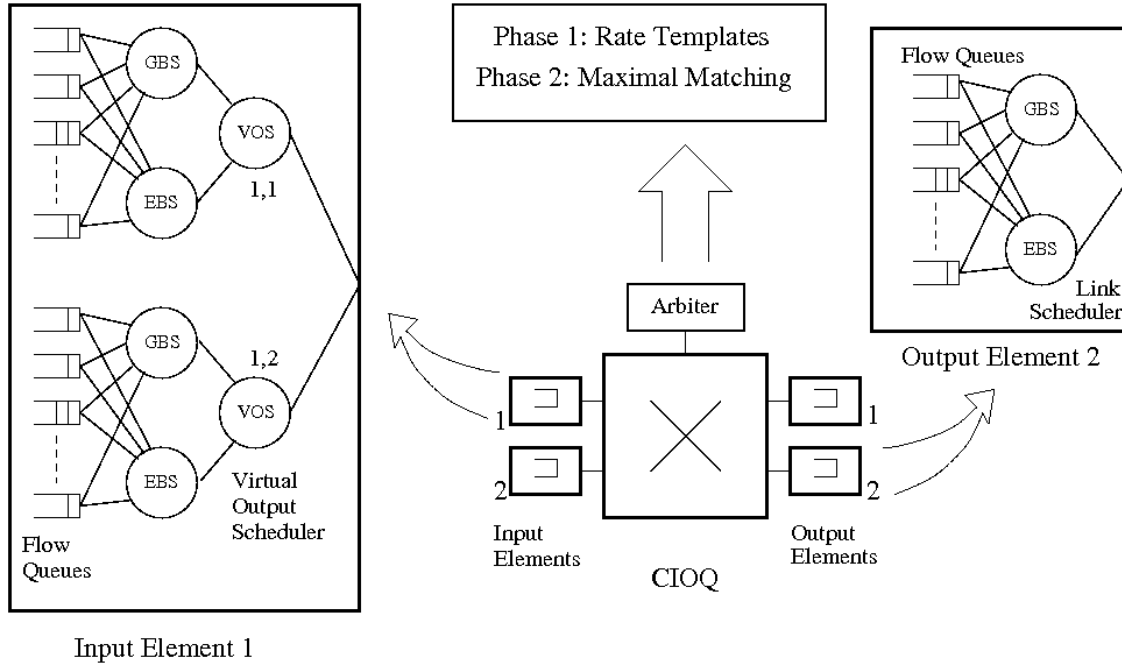 GBS
EBS
VOS
1,1
GBS
EBS
1,2
VOS
Virtual
Output
Scheduler
Flow
Queues
Input Element 1
Phase 1: Rate Templates
Phase 2: Maximal Matching
Arbiter
1
2
1
2
Input
Elements
Output
Elements
CIOQ
Flow Queues
GBS
EBS
Link
Scheduler
Output Element 2